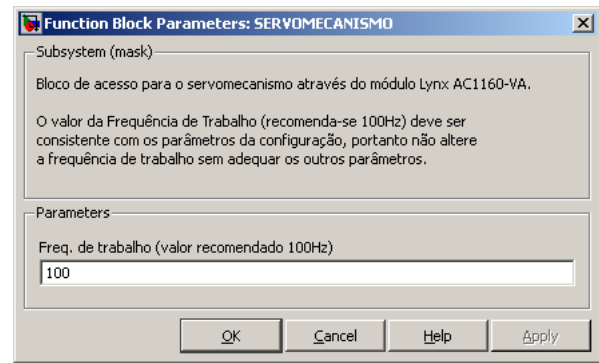 Function Block Parameters: SERVOMECANISMO
Subsystem (mask)
Bloco de acesso para o servomecanismo através do módulo Lynx AC1160-VA.
O valor da Frequência de Trabalho (recomenda-se 100Hz) deve ser
consistente com os parâmetros da configuração, portanto não altere
a frequência de trabalho sem adequar os outros parâmetros.
Parameters
Freq. de trabalho (valor recomendado 100Hz)
100
OK Cancel Help Apply